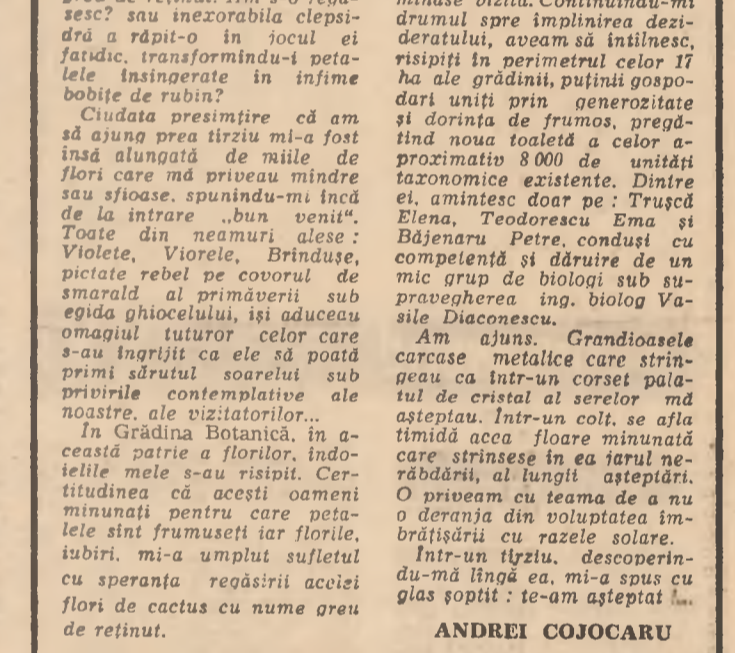 sesc? sau inexorabila clepsi-
dră a răpit-o în jocul ei
fatidic, transformîndu-i peta-
lele însîngerate în infime
bobițe de rubin?
Ciudata presimțire că am
să ajung prea tîrziu mi-a fost
însă alungată de miile de
flori care mă priveau mîndre
sau sfioase, spunîndu-mi încă
de la intrare „bun venit“.
Toate din neamuri alese :
Violete, Viorele, Brîndușe,
pictate rebel pe covorul de
smarald al primăverii sub
egida ghiocelului, își aduceau
omagiul tuturor celor care
s-au îngrijit ca ele să poată
primi sărutul soarelui sub
privirile contemplative ale
noastre, ale vizitatorilor...
În Grădina Botanică, în a-
ceastă patrie a florilor, îndo-
ielile mele s-au risipit. Cer-
titudinea că acești oameni
minunați pentru care peta-
lele sînt frumuseți iar florile,
iubiri, mi-a umplut sufletul
cu speranța regăsirii acelei
flori de cactus cu nume greu
de reținut.
minase vizita. Continuîndu-mi
drumul spre împlinirea dezi-
deratului, aveam să întîlnesc,
risipiți în perimetrul celor 17
ha ale grădinii, puținii gospo-
dari uniți prin generozitate
și dorința de frumos, pregă-
tind noua toaletă a celor a-
proximativ 8 000 de unități
taxonomice existente. Dintre
ei, amintesc doar pe : Trușcă
Elena, Teodorescu Ema și
Băjenaru Petre, conduși cu
competență și dăruire de un
mic grup de biologi sub su-
pravegherea ing. biolog Va-
sile Diaconescu.
Am ajuns. Grandioasele
carcase metalice care strîn-
geau ca într-un corset pala-
tul de cristal al serelor mă
așteptau. Într-un colț, se afla
timidă acea floare minunată
care strînsese în ea jarul ne-
răbdării, al lungii așteptări.
O priveam cu teama de a nu
o deranja din voluptatea îm-
brățișării cu razele solare.
Într-un tîrziu, descoperin-
du-mă lîngă ea, mi-a spus cu
glas șoptit : te-am așteptat !...
ANDREI COJOCARU